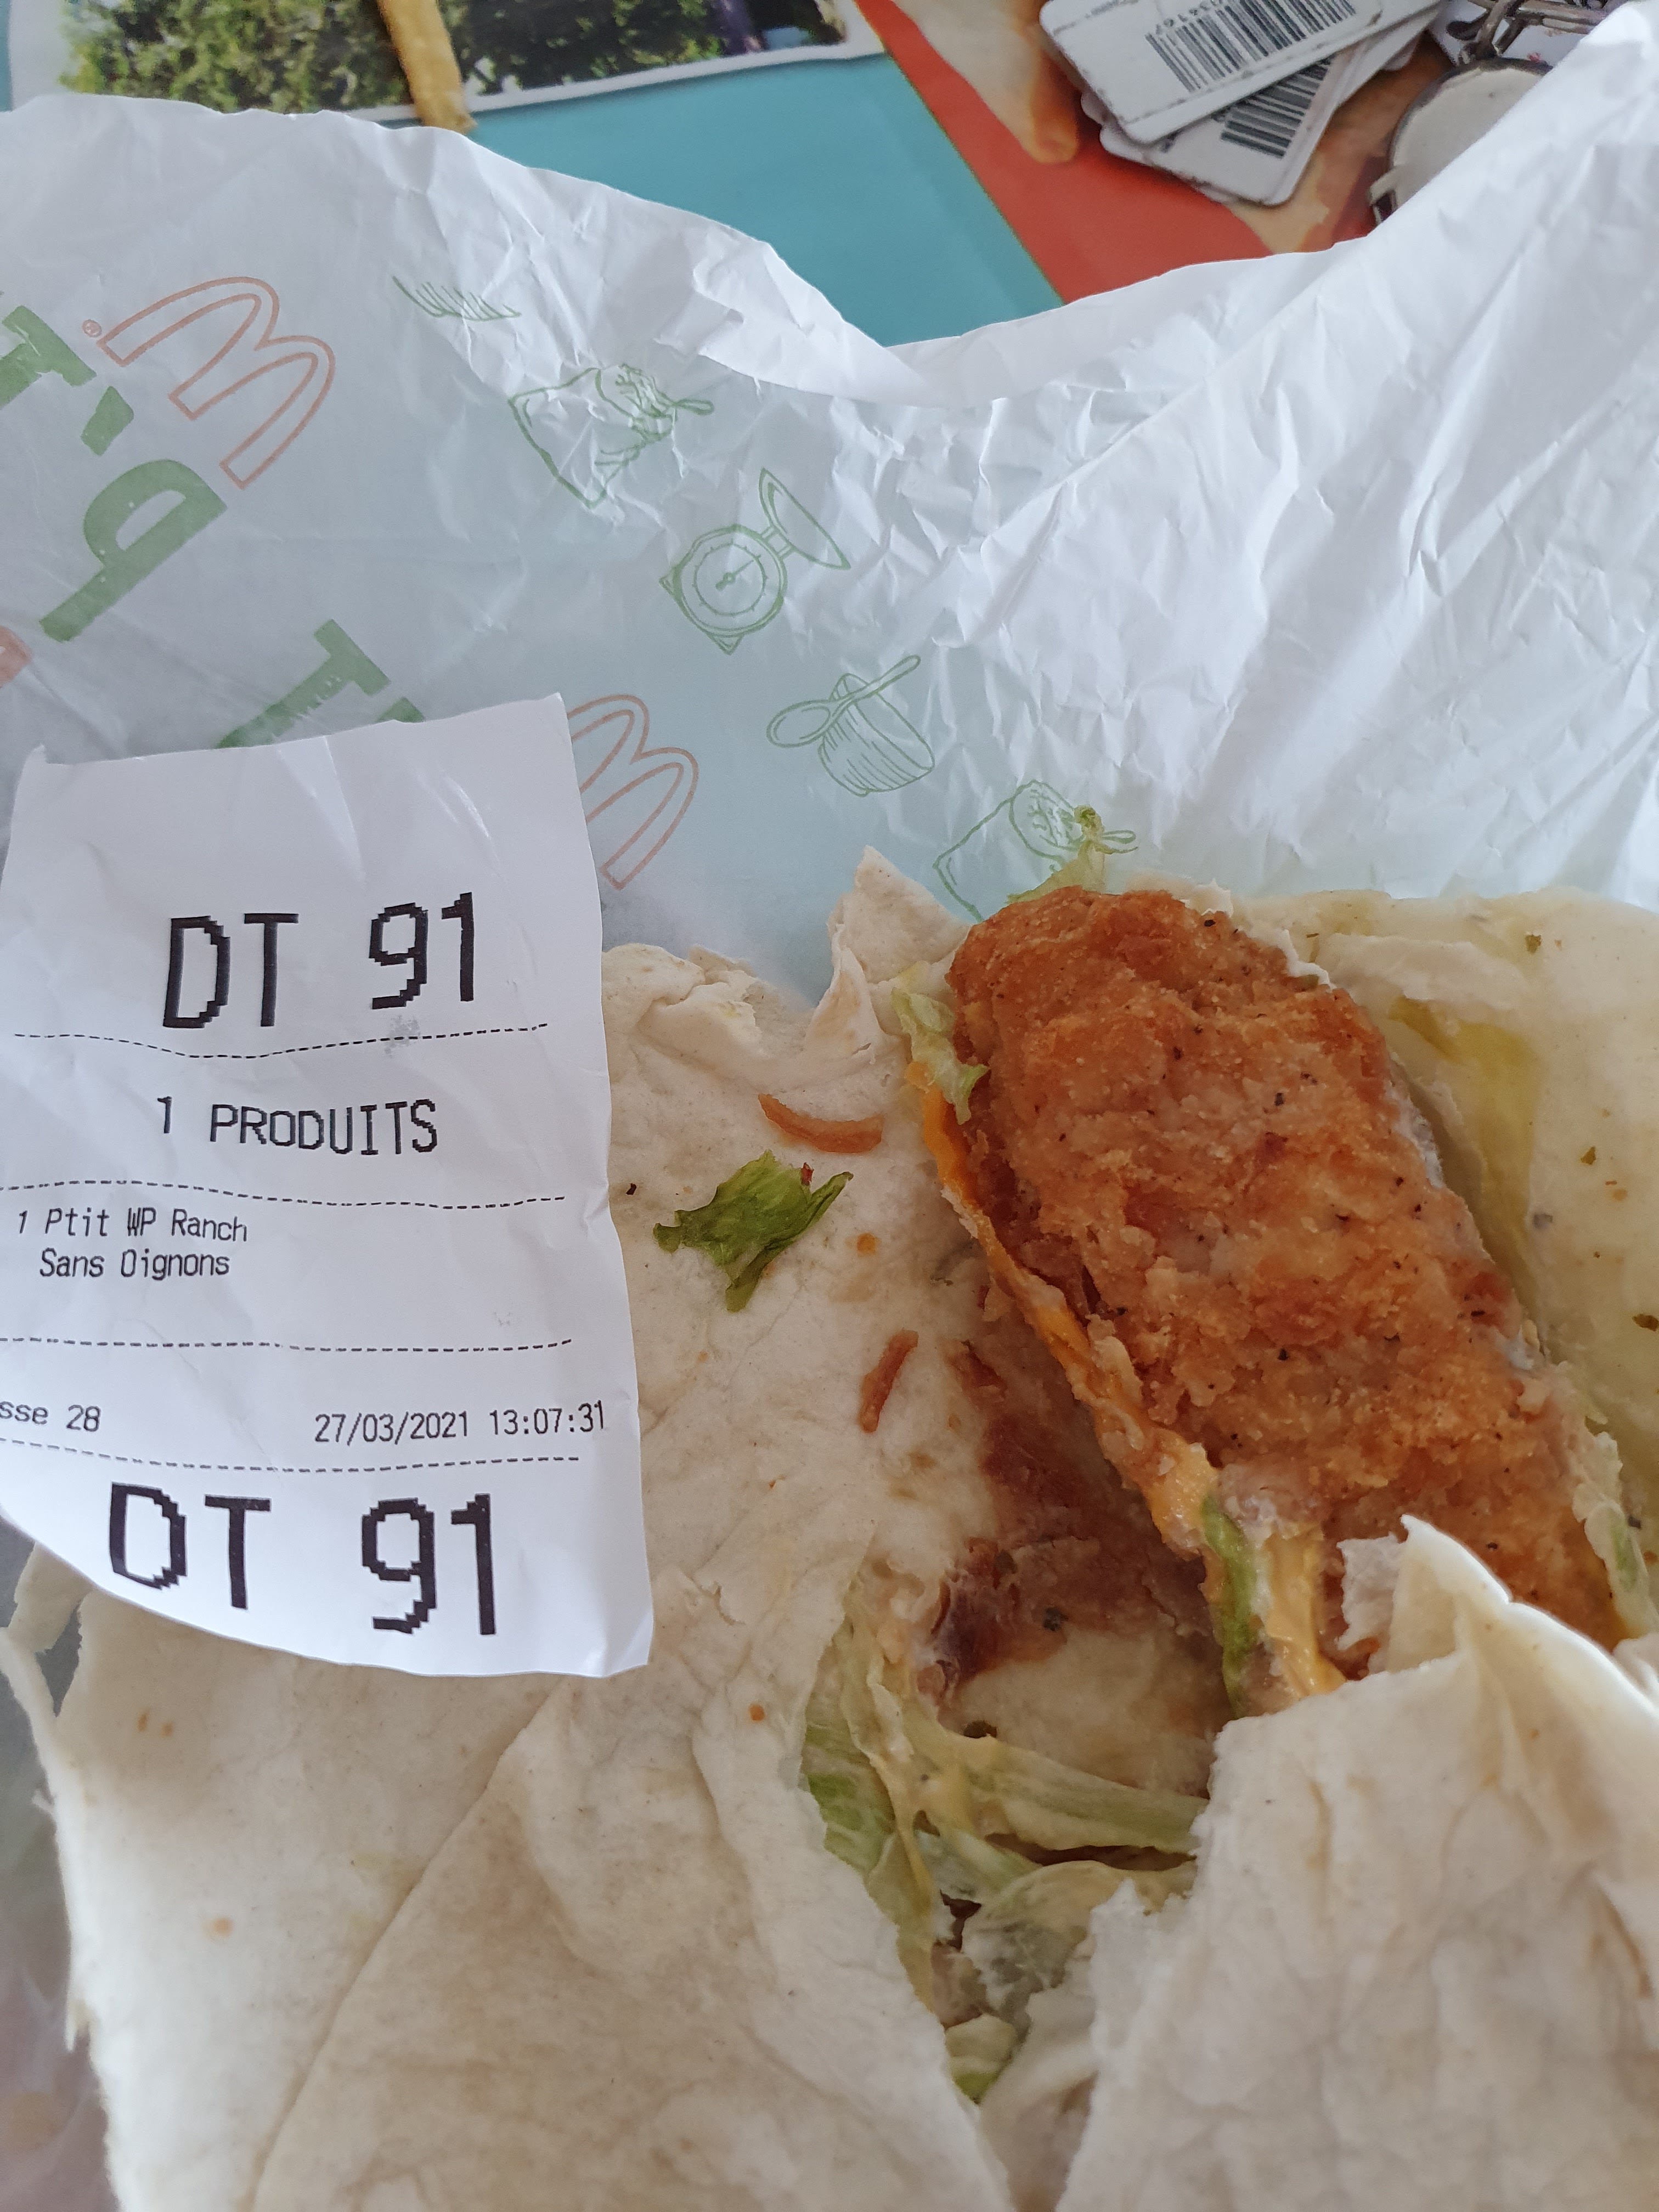 DT 91
1 PRODUITS
1 Ptit WP Ranch
Sans Oignons
sse 28 27/03/2021 13:07:31
DT 91